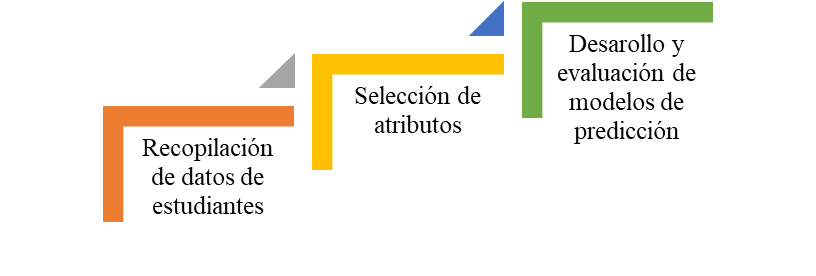 Recopilación
de datos de
estudiantes
Selección de
atributos
Desarollo y
evaluación de
modelos de
predicción